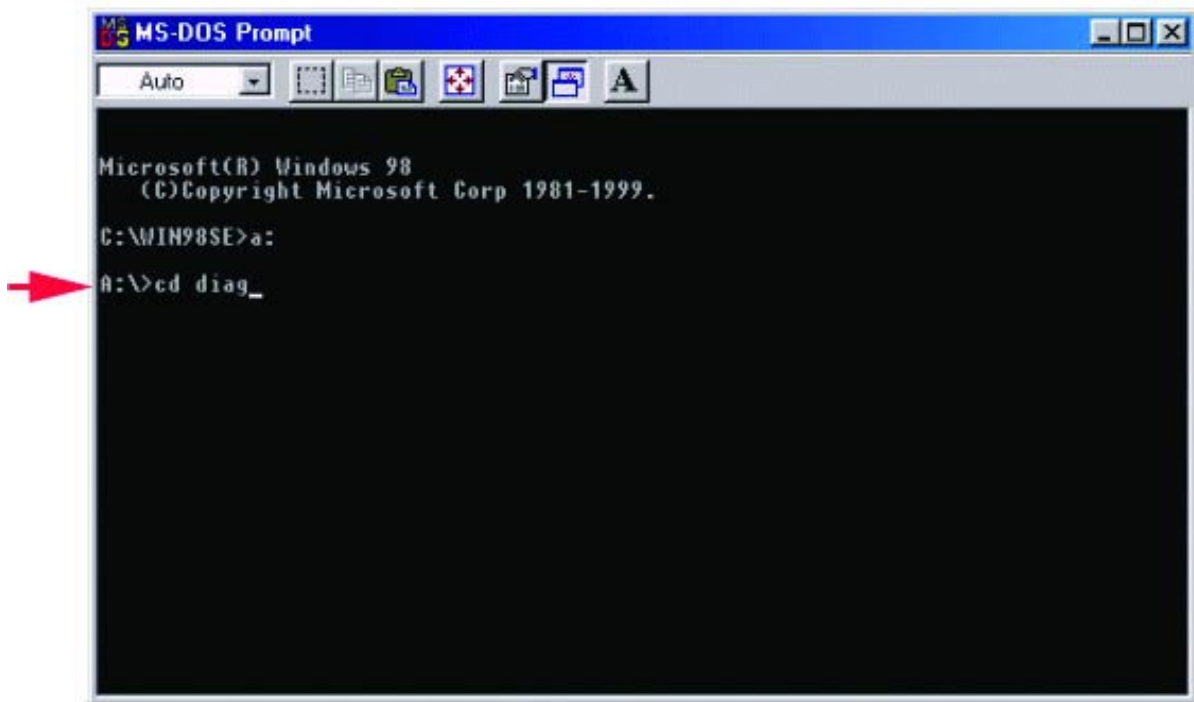 MS-DOS Prompt
Auto
A
Microsoft(R) Windows 98
(C)Copyright Microsoft Corp 1981-1999.
C:\WIN98SE>a:
A:\>cd diag_